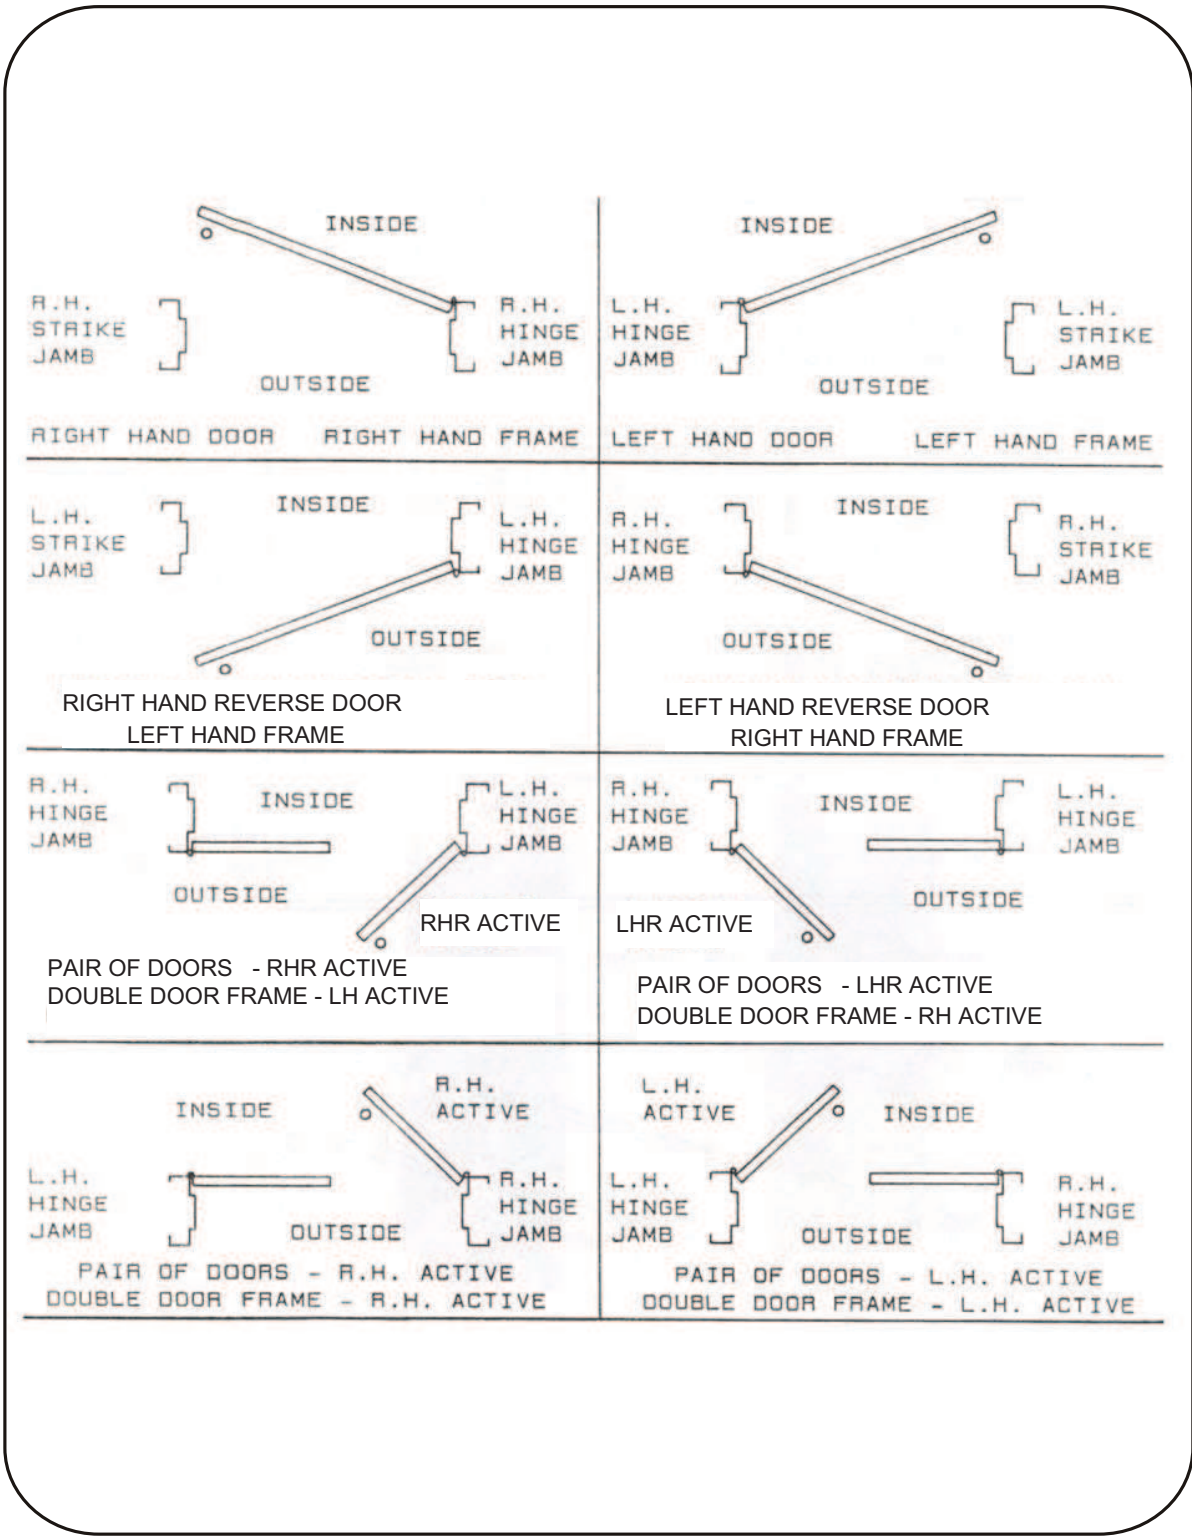 INSIDE
R.H.
STRIKE
JAMB
R.H.
HINGE
JAMB
OUTSIDE
RIGHT HAND DOOR RIGHT HAND FRAME
INSIDE
L.H.
HINGE
JAMB
L.H.
STRIKE
JAMB
OUTSIDE
LEFT HAND DOOR LEFT HAND FRAME
INSIDE
L.H.
STRIKE
JAMB
L.H.
HINGE
JAMB
OUTSIDE
RIGHT HAND REVERSE DOOR
LEFT HAND FRAME
INSIDE
R.H.
HINGE
JAMB
R.H.
STRIKE
JAMB
OUTSIDE
LEFT HAND REVERSE DOOR
RIGHT HAND FRAME
R.H.
HINGE
JAMB
INSIDE
L.H.
HINGE
JAMB
OUTSIDE
RHR ACTIVE
PAIR OF DOORS - RHR ACTIVE
DOUBLE DOOR FRAME - LH ACTIVE
R.H.
HINGE
JAMB
INSIDE
L.H.
HINGE
JAMB
OUTSIDE
LHR ACTIVE
PAIR OF DOORS - LHR ACTIVE
DOUBLE DOOR FRAME - RH ACTIVE
INSIDE
R.H.
ACTIVE
L.H.
HINGE
JAMB
R.H.
HINGE
JAMB
OUTSIDE
PAIR OF DOORS - R.H. ACTIVE
DOUBLE DOOR FRAME - R.H. ACTIVE
L.H.
ACTIVE
INSIDE
L.H.
HINGE
JAMB
R.H.
HINGE
JAMB
OUTSIDE
PAIR OF DOORS - L.H. ACTIVE
DOUBLE DOOR FRAME - L.H. ACTIVE